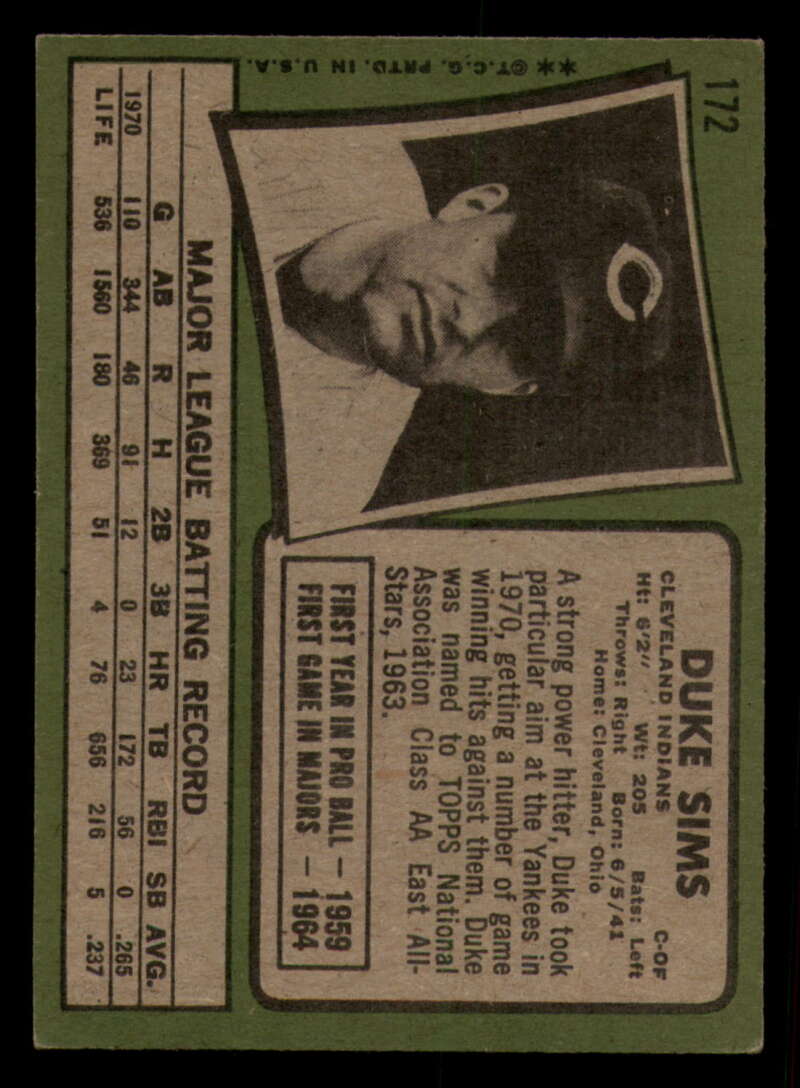 172
** ©T.C.G. PRTD. IN U.S.A.
C
DUKE SIMS
CLEVELAND INDIANS C-OF
Ht: 6'2" Wt: 205 Bats: Left
Throws: Right Born: 6/5/41
Home: Cleveland, Ohio
A strong power hitter, Duke took
particular aim at the Yankees in
1970, getting a number of game
winning hits against them. Duke
was named to TOPPS National
Association Class AA East All-
Stars, 1963.
FIRST YEAR IN PRO BALL — 1959
FIRST GAME IN MAJORS — 1964
MAJOR LEAGUE BATTING RECORD
G AB R H 2B 3B HR TB RBI SB AVG.
1970 110 344 46 91 12 0 23 172 56 0 .265
LIFE 536 1560 180 369 51 4 76 656 216 5 .237